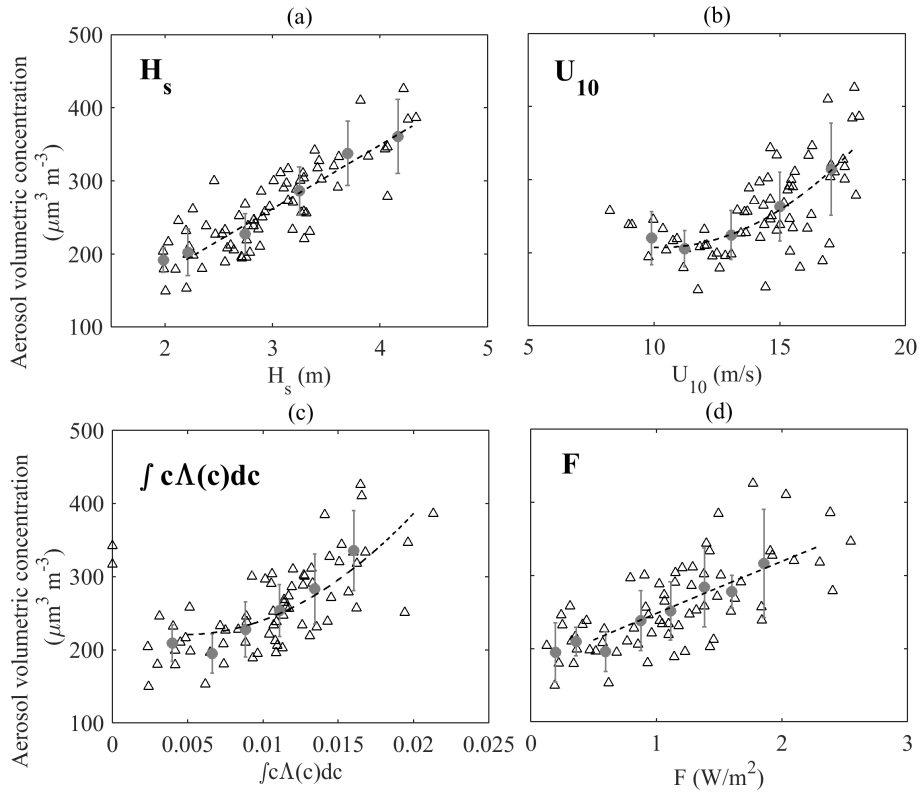 (a)
(b)
500
400
300
200
100
Aerosol volumetric concentration
(μm³ m⁻³)
Hₛ
2
3
4
5
Hₛ (m)
U₁₀
5
10
15
20
U₁₀ (m/s)
(c)
(d)
500
400
300
200
100
Aerosol volumetric concentration
(μm³ m⁻³)
∫ cΛ(c)dc
0
0.005
0.01
0.015
0.02
0.025
∫cΛ(c)dc
F
0
1
2
3
F (W/m²)